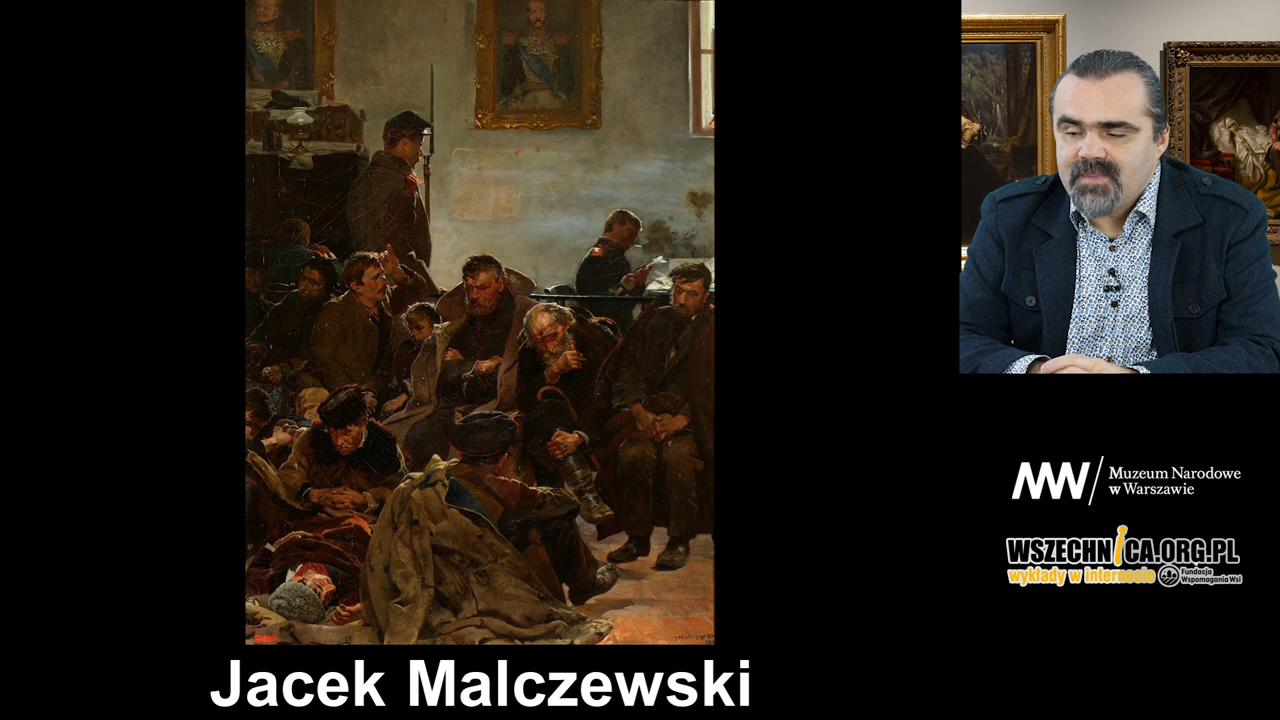 Muzeum Narodowe
w Warszawie
WSZECHNICA.ORG.PL
wykłady w internecie
Fundacja
Wspomagania Wsi
Jacek Malczewski